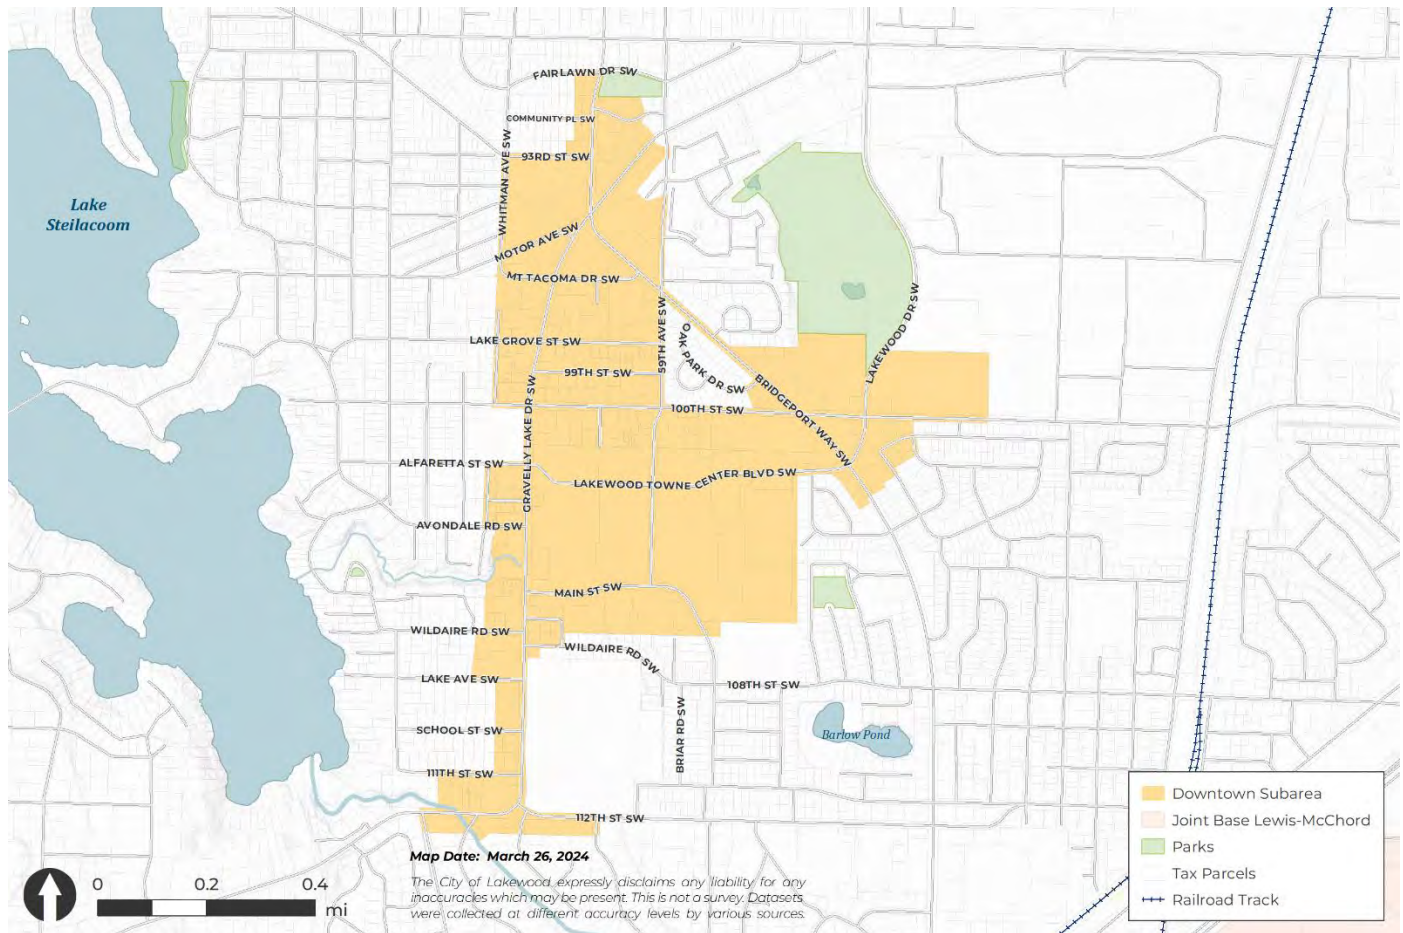 FAIRLAWN DR SW
COMMUNITY PL SW
WHITMAN AVE SW
93RD ST SW
Lake
Steilacoom
MOTOR AVE SW
MT TACOMA DR SW
LAKEWOOD DR SW
59TH AVE SW
OAK PARK DR SW
LAKE GROVE ST SW
99TH ST SW
BRIDGEPORT WAY SW
100TH ST SW
GRAVELLY LAKE DR SW
ALFARETTA ST SW
LAKEWOOD TOWNE CENTER BLVD SW
AVONDALE RD SW
MAIN ST SW
WILDAIRE RD SW
WILDAIRE RD SW
LAKE AVE SW
108TH ST SW
BRIAR RD SW
SCHOOL ST SW
Barlow Pond
111TH ST SW
112TH ST SW
Downtown Subarea
Joint Base Lewis-McChord
Parks
Tax Parcels
Railroad Track
Map Date: March 26, 2024
The City of Lakewood expressly disclaims any liability for any
inaccuracies which may be present. This is not a survey. Datasets
were collected at different accuracy levels by various sources.
0 0.2 0.4
mi